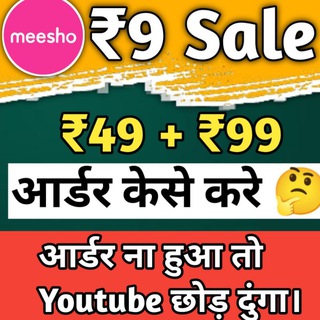 meesho
₹9 Sale
₹49 + ₹99
आर्डर केसे करे
आर्डर ना हुआ तो
Youtube छोड़ दुंगा।